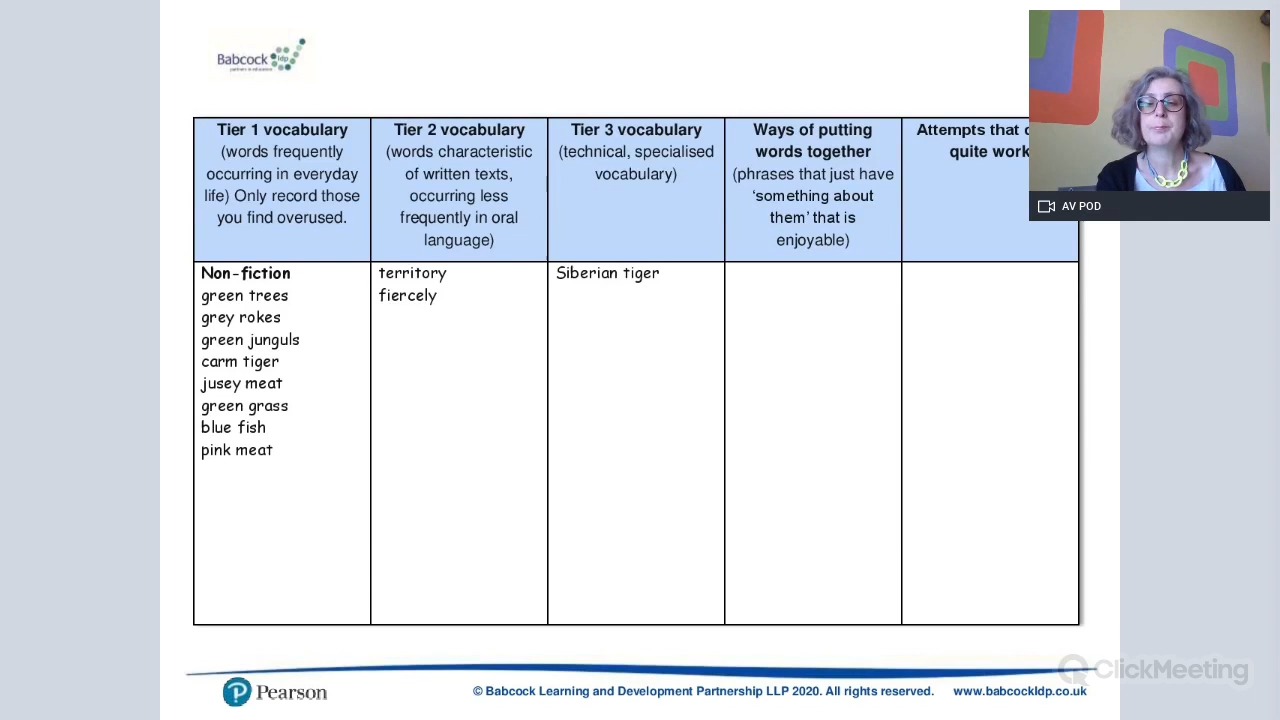 Babcock ldp
partners in education
Tier 1 vocabulary
(words frequently
occurring in everyday
life) Only record those
you find overused.
Tier 2 vocabulary
(words characteristic
of written texts,
occurring less
frequently in oral
language)
Tier 3 vocabulary
(technical, specialised
vocabulary)
Ways of putting
words together
(phrases that just have
‘something about
them’ that is
enjoyable)
Attempts that
quite work
AV POD
Non-fiction
green trees
grey rokes
green junguls
carm tiger
jusey meat
green grass
blue fish
pink meat
territory
fiercely
Siberian tiger
ClickMeeting
Pearson
© Babcock Learning and Development Partnership LLP 2020. All rights reserved. www.babcockldp.co.uk